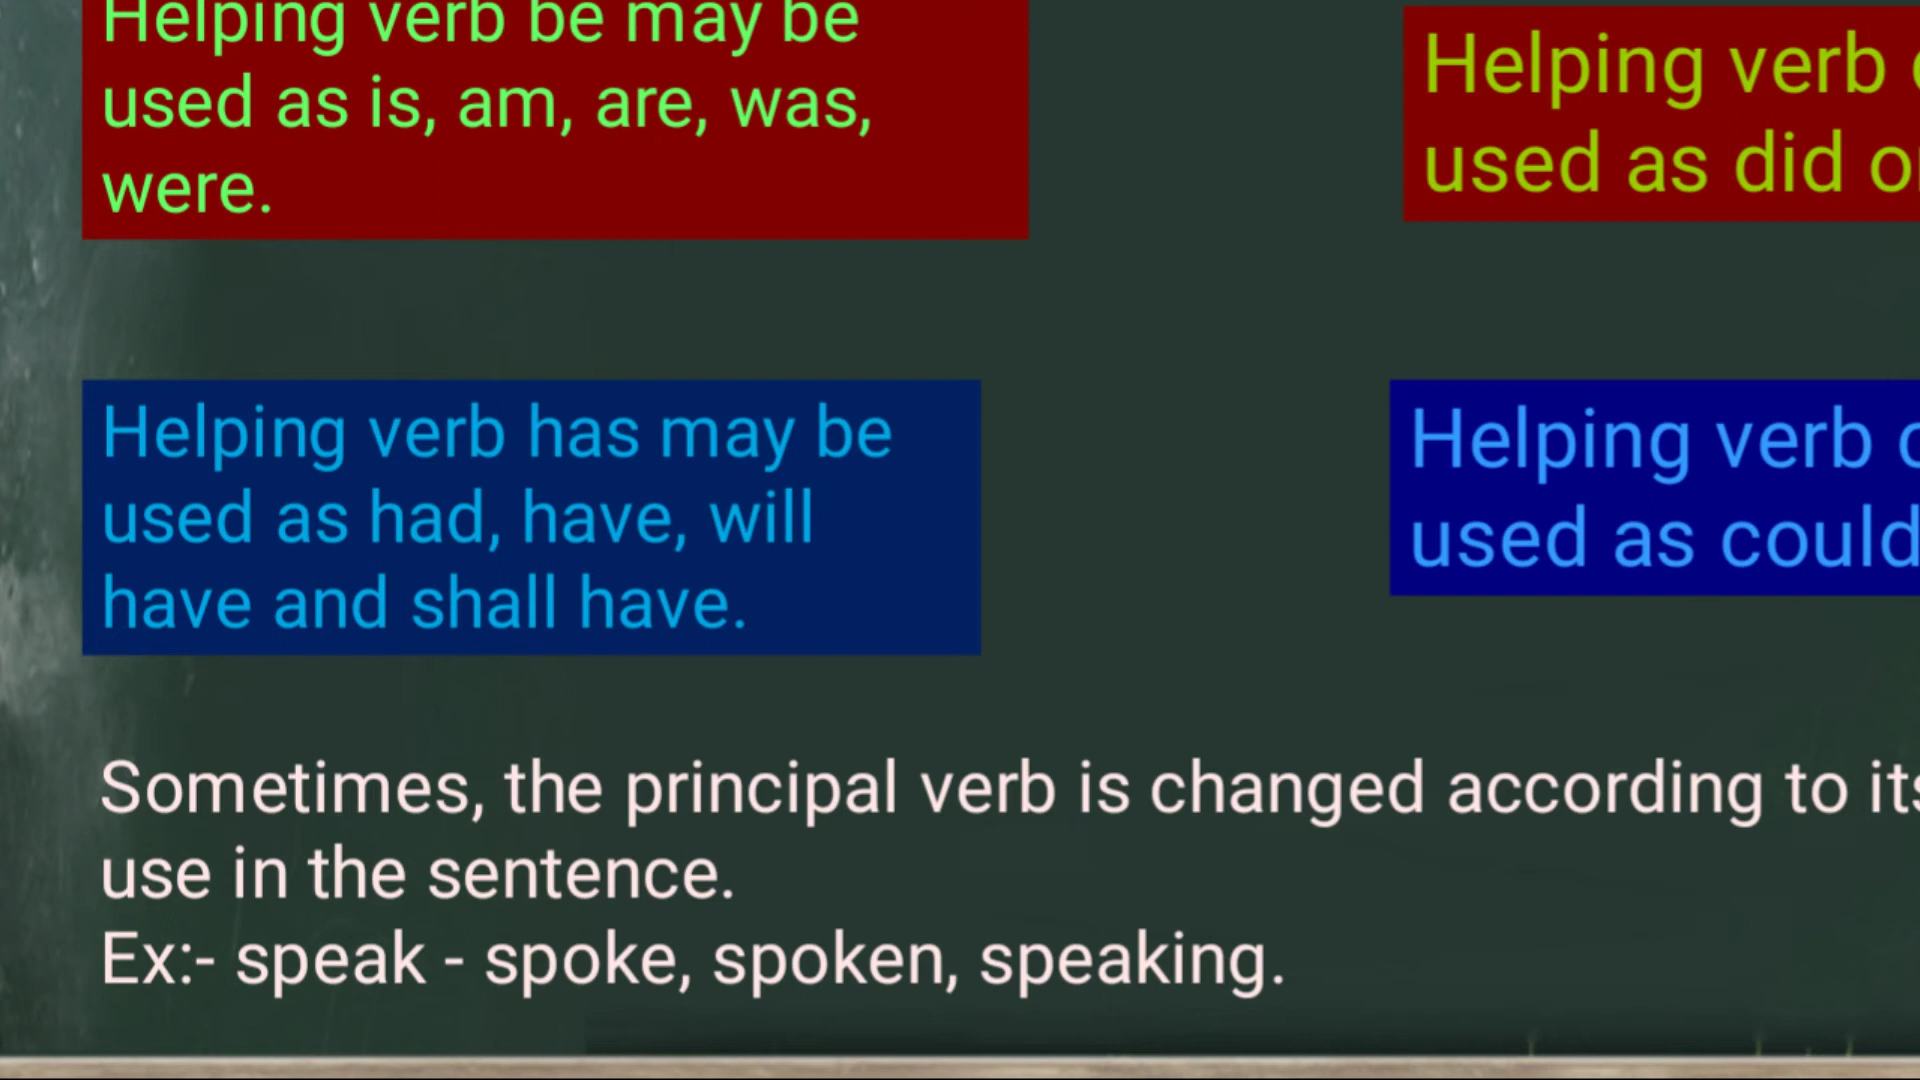 Helping verb be may be
used as is, am, are, was,
were.
Helping verb
used as did
Helping verb has may be
used as had, have, will
have and shall have.
Helping verb
used as could
Sometimes, the principal verb is changed according to its
use in the sentence.
Ex:- speak - spoke, spoken, speaking.